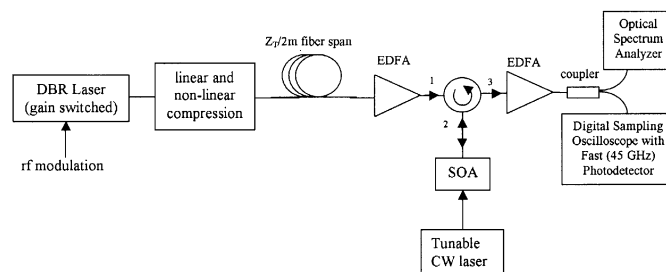 Z_T/2m fiber span
DBR Laser
(gain switched)
rf modulation
linear and
non-linear
compression
EDFA
1
2
3
SOA
Tunable
CW laser
EDFA
coupler
Optical
Spectrum
Analyzer
Digital Sampling
Oscilloscope with
Fast (45 GHz)
Photodetector